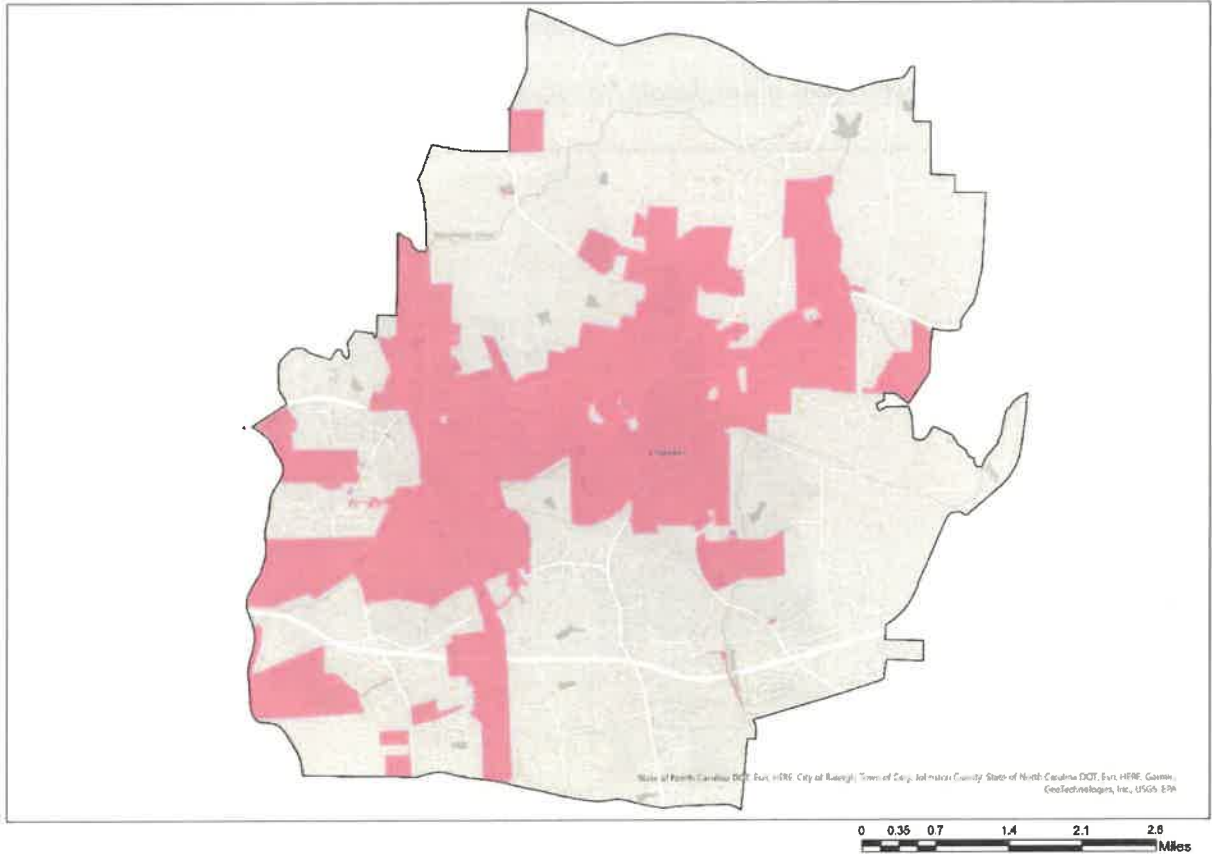 State of North Carolina DOT, Esri, HERE, City of Raleigh, Town of Cary, Johnston County, State of North Carolina DOT, Esri, HERE, Garmin,
GeoTechnologies, Inc., USGS, EPA
0 0.35 0.7 1.4 2.1 2.8
Miles